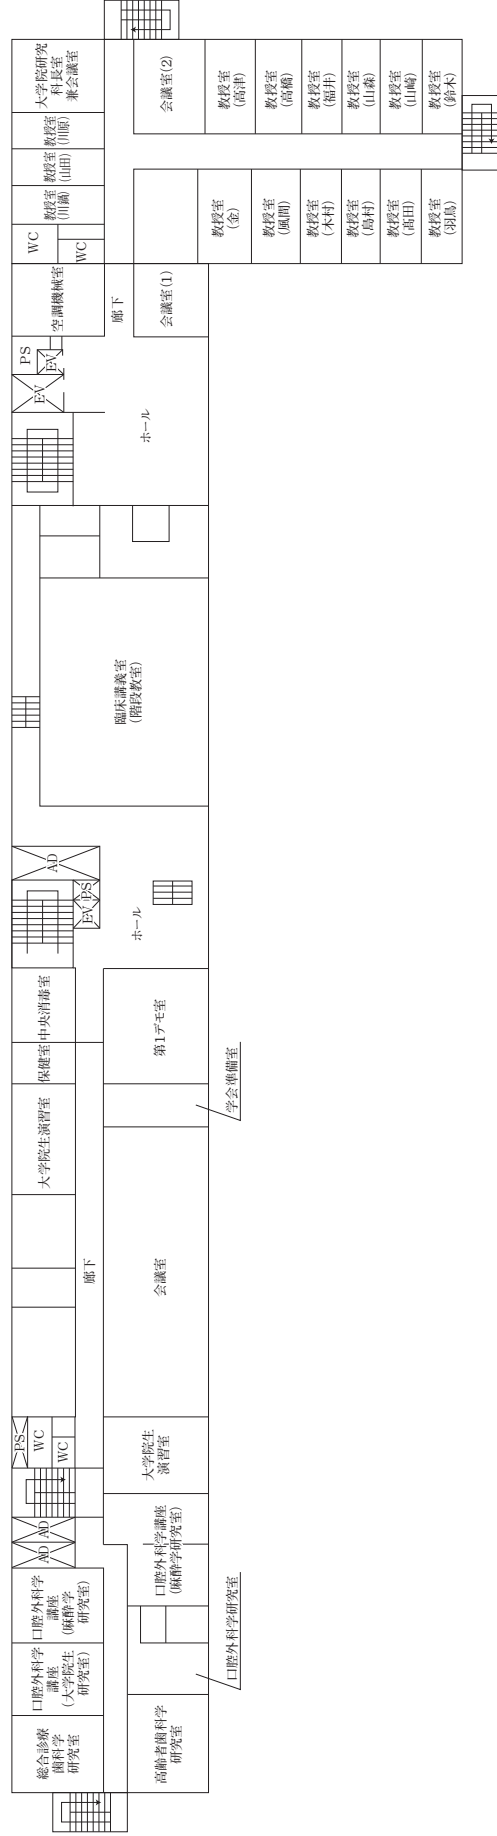 大学院研究
科長室
兼会議室
教授室
(川原)
教授室
(山田)
教授室
(川鍋)
WC
WC
空調機械室
PS
EV
EV
廊下
会議室(2)
教授室
(高津)
教授室
(高橋)
教授室
(福井)
教授室
(山森)
教授室
(山崎)
教授室
(鈴木)
会議室(1)
教授室
(金)
教授室
(風間)
教授室
(木村)
教授室
(島村)
教授室
(高田)
教授室
(羽鳥)
ホール
臨床講義室
(階段教室)
AD
PS
EV
ホール
中央消毒室
保健室
大学院生演習室
第1デモ室
学会準備室
廊下
会議室
PS
WC
WC
大学院生
演習室
AD
AD
口腔外科学講座
(麻酔学研究室)
口腔外科学
講座
(麻酔学
研究室)
口腔外科学
講座
(大学院生
研究室)
口腔外科学研究室
総合診療
歯科学
研究室
高齢者歯科学
研究室